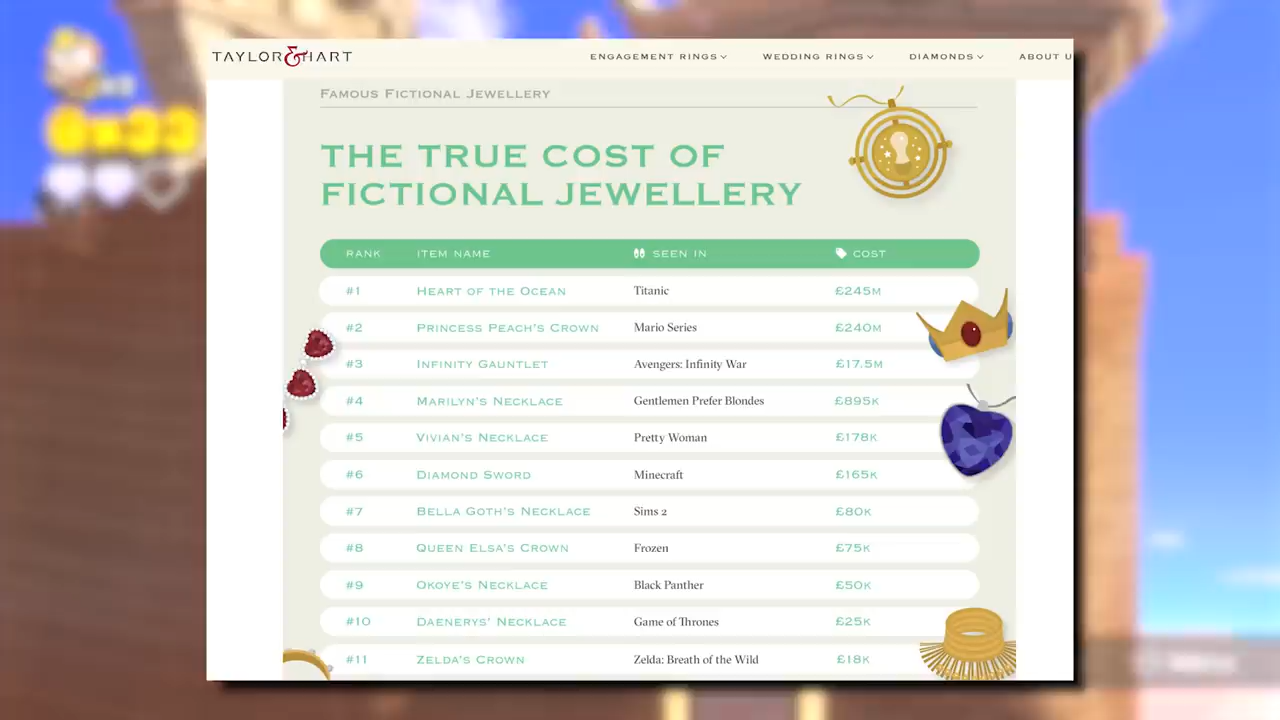 TAYLOR & HART ENGAGEMENT RINGS WEDDING RINGS DIAMONDS ABOUT U
FAMOUS FICTIONAL JEWELLERY
THE TRUE COST OF
FICTIONAL JEWELLERY
RANK ITEM NAME SEEN IN COST
#1 HEART OF THE OCEAN Titanic £245M
#2 PRINCESS PEACH'S CROWN Mario Series £240M
#3 INFINITY GAUNTLET Avengers: Infinity War £17.5M
#4 MARILYN'S NECKLACE Gentlemen Prefer Blondes £895K
#5 VIVIAN'S NECKLACE Pretty Woman £178K
#6 DIAMOND SWORD Minecraft £165K
#7 BELLA GOTH'S NECKLACE Sims 2 £80K
#8 QUEEN ELSA'S CROWN Frozen £75K
#9 OKOYE'S NECKLACE Black Panther £50K
#10 DAENERYS' NECKLACE Game of Thrones £25K
#11 ZELDA'S CROWN Zelda: Breath of the Wild £18K